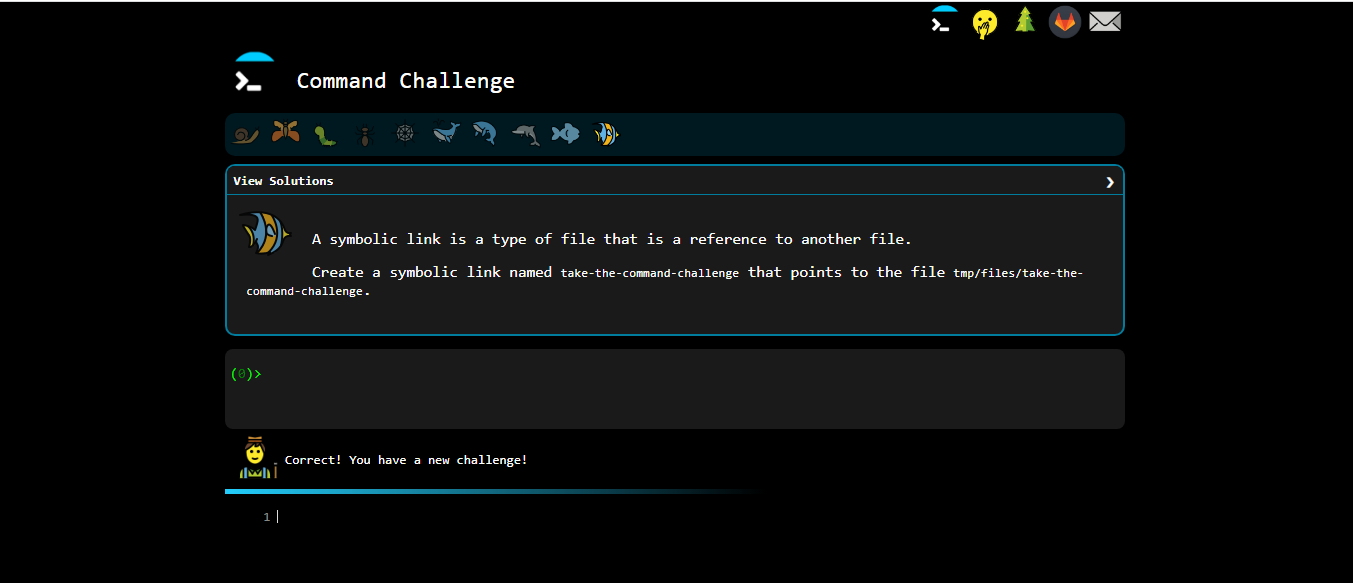 Command Challenge
View Solutions
A symbolic link is a type of file that is a reference to another file.
Create a symbolic link named take-the-command-challenge that points to the file tmp/files/take-the-
command-challenge.
(0)>
Correct! You have a new challenge!
1